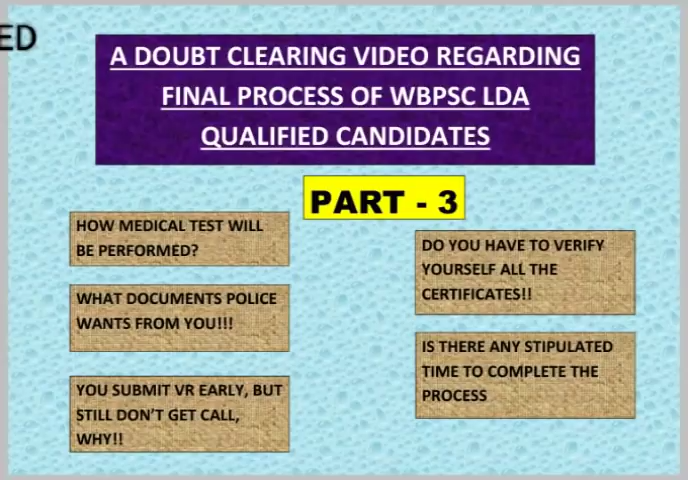 ED
A DOUBT CLEARING VIDEO REGARDING
FINAL PROCESS OF WBPSC LDA
QUALIFIED CANDIDATES
PART - 3
HOW MEDICAL TEST WILL
BE PERFORMED?
WHAT DOCUMENTS POLICE
WANTS FROM YOU!!!
YOU SUBMIT VR EARLY, BUT
STILL DON'T GET CALL,
WHY!!
DO YOU HAVE TO VERIFY
YOURSELF ALL THE
CERTIFICATES!!
IS THERE ANY STIPULATED
TIME TO COMPLETE THE
PROCESS